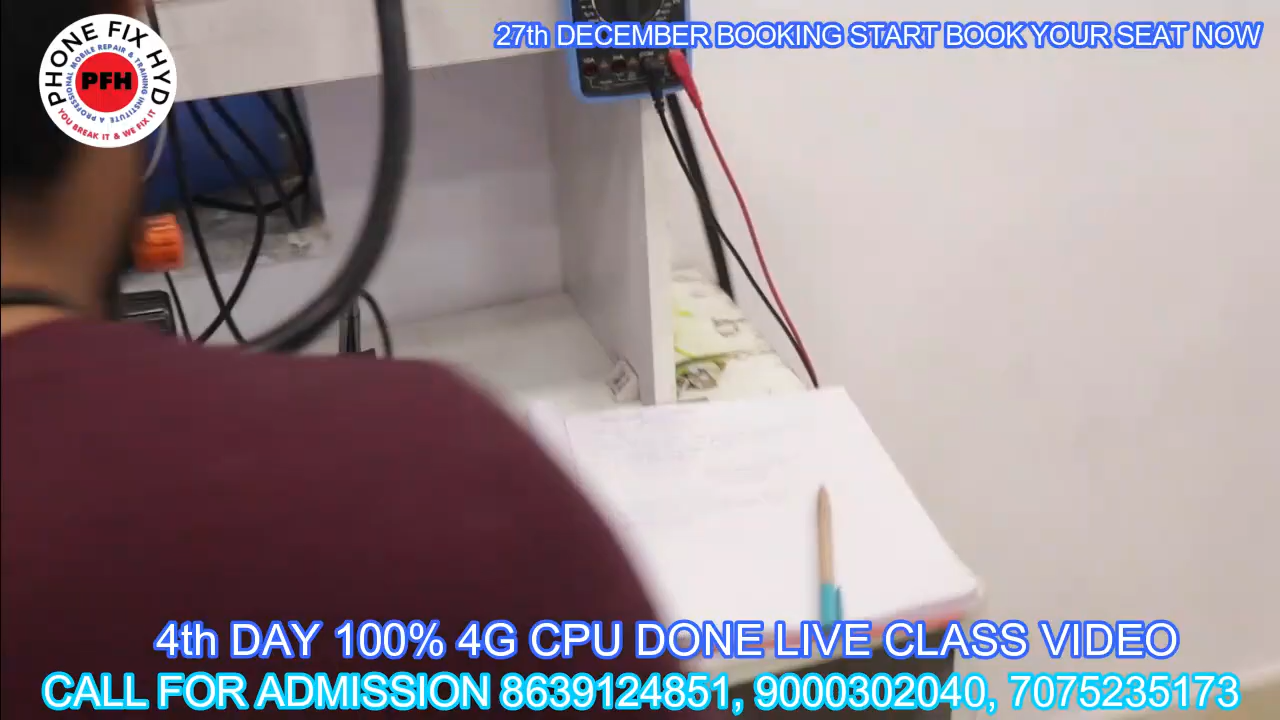 27th DECEMBER BOOKING START BOOK YOUR SEAT NOW
PHONE FIX HYD
A PROFESSIONAL MOBILE REPAIR & TRAINING INSTITUTE
PFH
YOU BREAK IT & WE FIX IT
4th DAY 100% 4G CPU DONE LIVE CLASS VIDEO
CALL FOR ADMISSION 8639124851, 9000302040, 7075235173